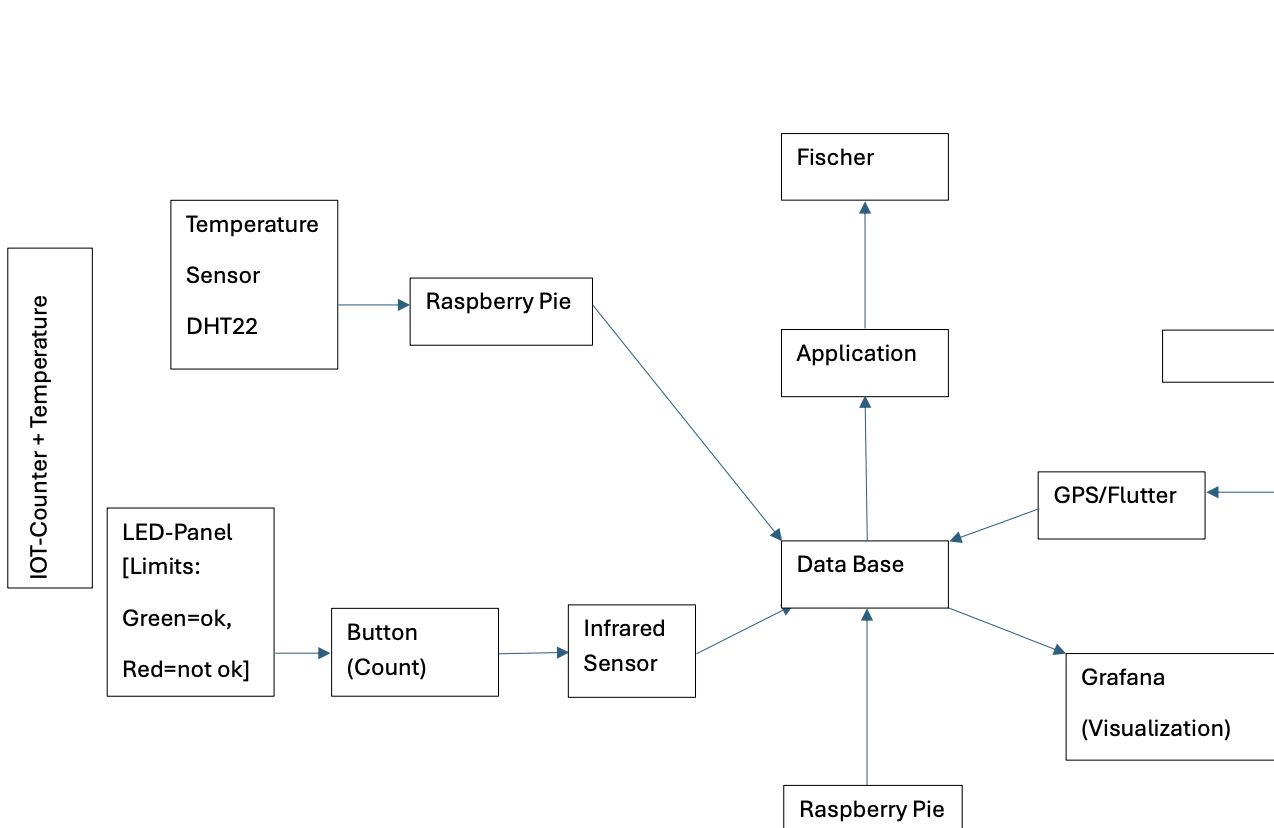 Fischer
Temperature
Sensor
DHT22
IOT-Counter + Temperature
Raspberry Pie
Application
GPS/Flutter
LED-Panel
[Limits:
Green=ok,
Red=not ok]
Data Base
Button
(Count)
Infrared
Sensor
Grafana
(Visualization)
Raspberry Pie